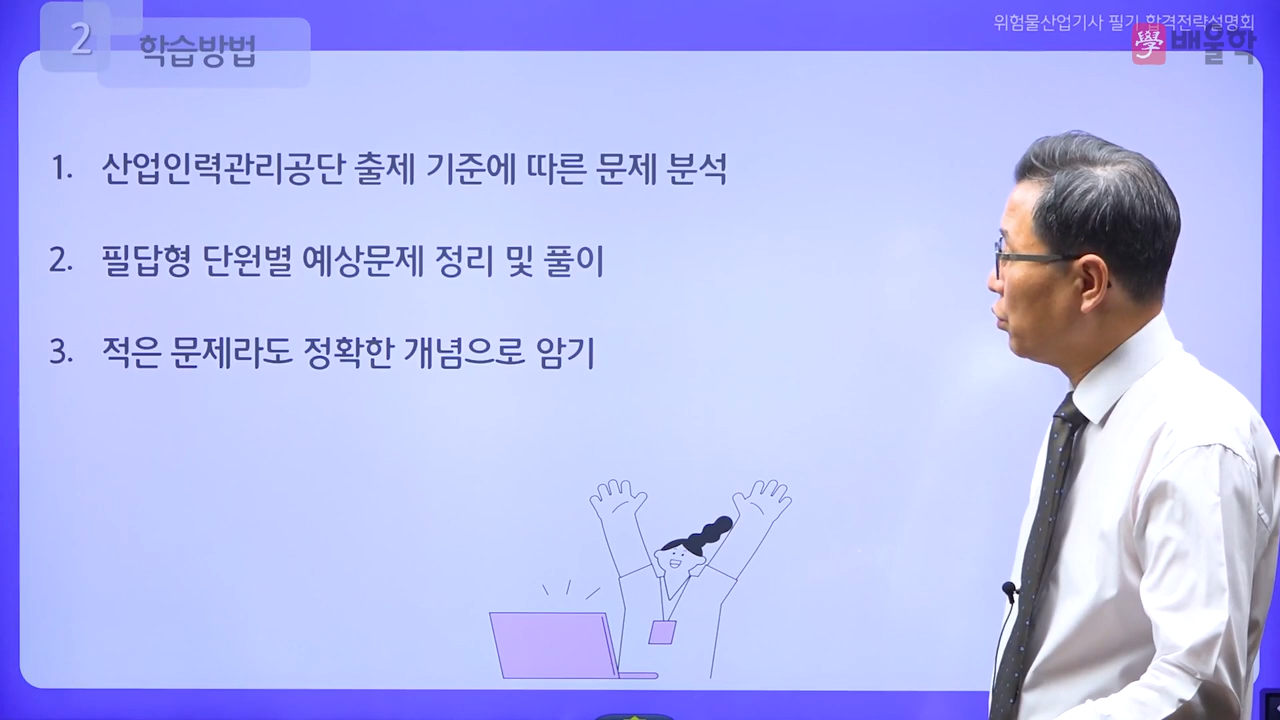 위험물산업기사 필기 합격전략설명회
學 배울학
2 학습방법
1. 산업인력관리공단 출제 기준에 따른 문제 분석
2. 필답형 단원별 예상문제 정리 및 풀이
3. 적은 문제라도 정확한 개념으로 암기